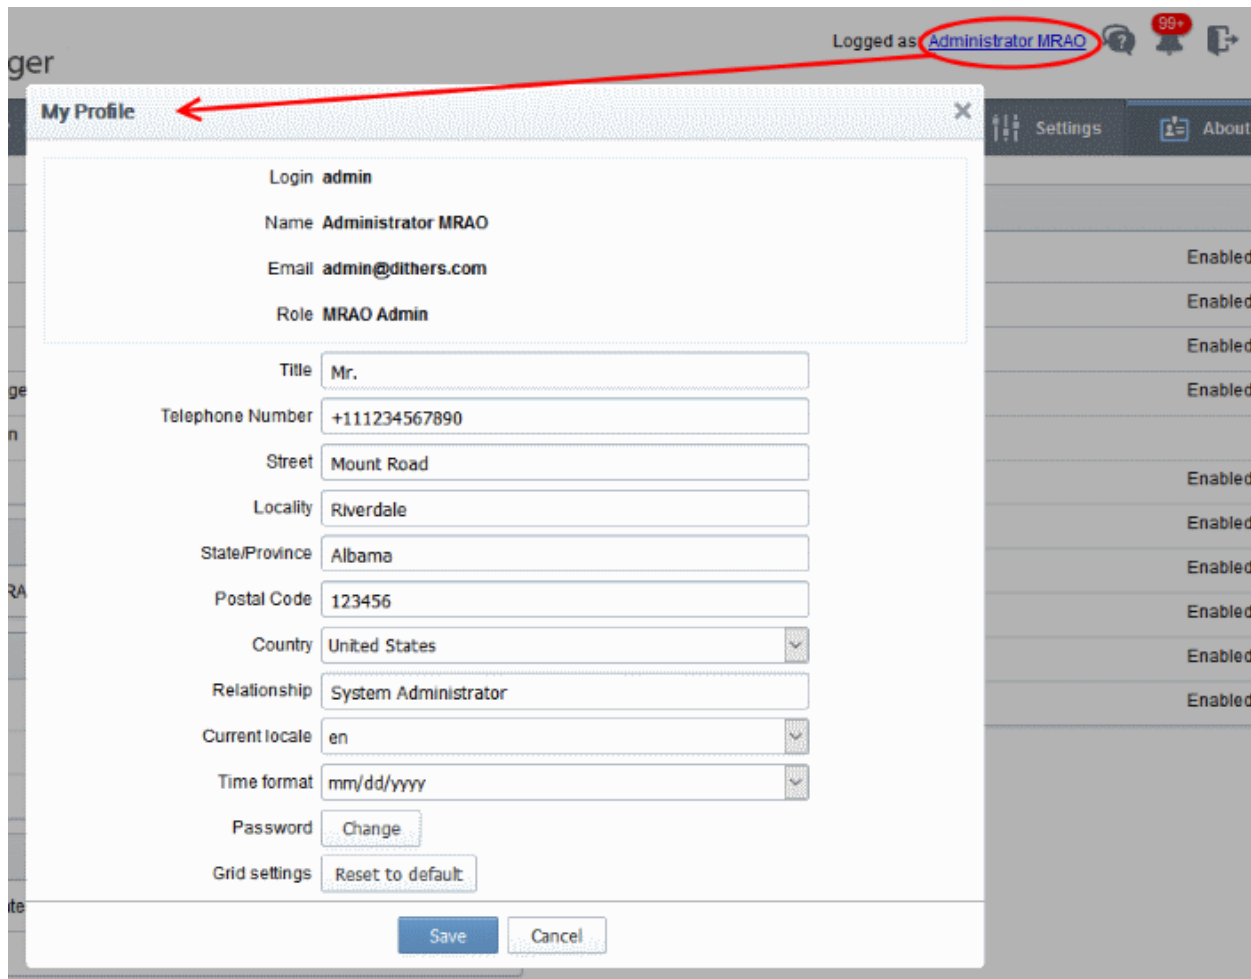 Logged as Administrator MRAO
99+
ger
My Profile
Settings
About
Login admin
Name Administrator MRAO
Email admin@dithers.com
Role MRAO Admin
Title Mr.
Telephone Number +111234567890
Street Mount Road
Locality Riverdale
State/Province Albama
Postal Code 123456
Country United States
Relationship System Administrator
Current locale en
Time format mm/dd/yyyy
Password Change
Grid settings Reset to default
Save Cancel
Enabled
Enabled
Enabled
ge
Enabled
n
Enabled
Enabled
Enabled
RA
Enabled
Enabled
Enabled
ate